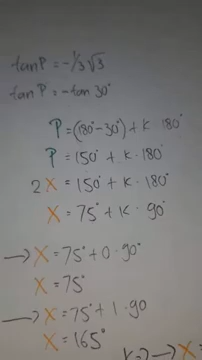 tan P = -1/3√3
tan P = -tan 30°
P = (180°-30°) + k · 180°
P = 150° + k · 180°
2X = 150° + k · 180°
X = 75° + k · 90°
→ X = 75° + 0 · 90°
X = 75°
→ X = 75° + 1 · 90
X = 165°
→ X =